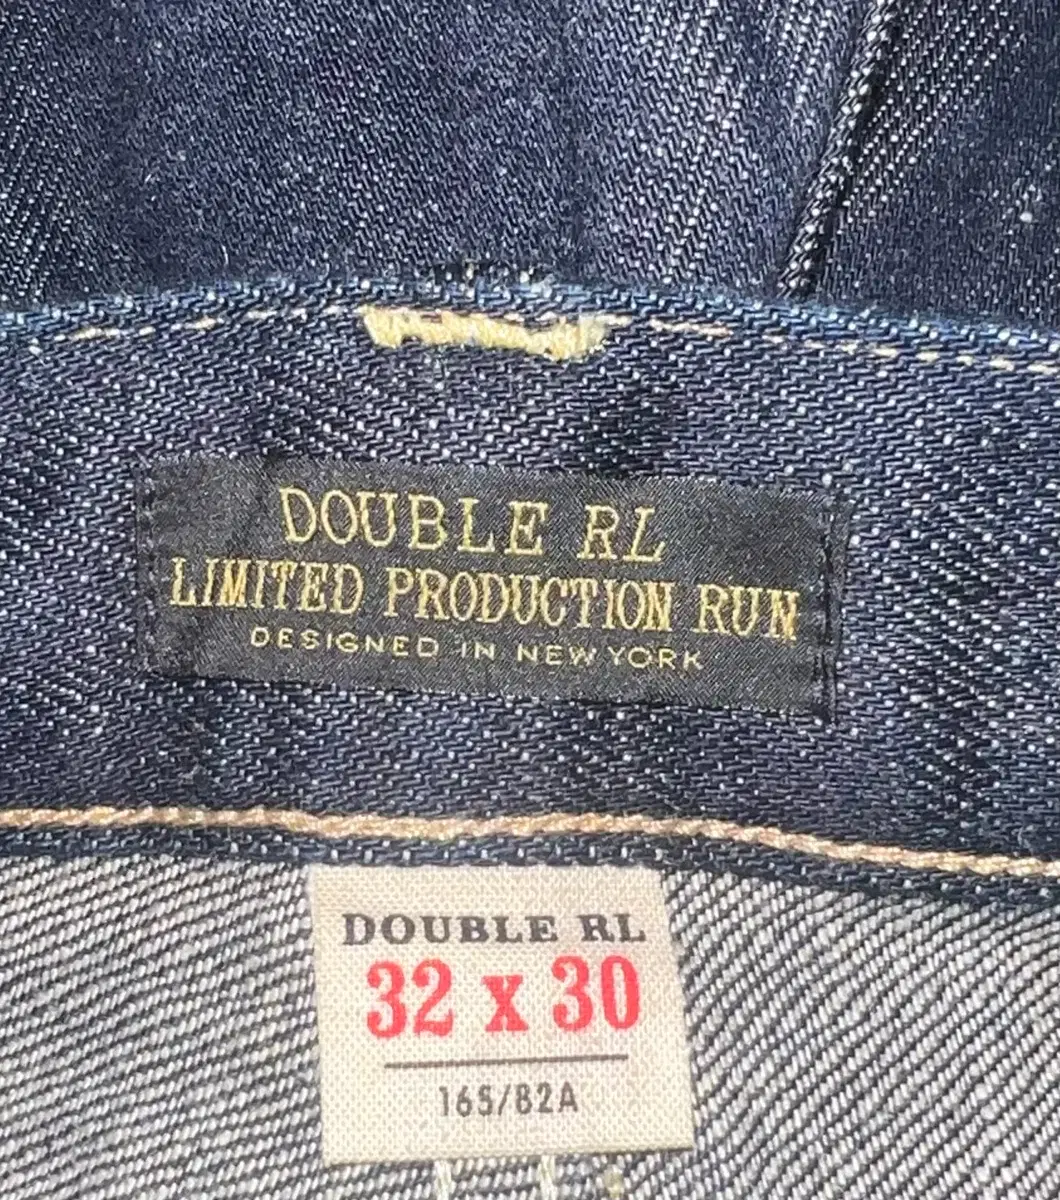 DOUBLE RL
LIMITED PRODUCTION RUN
DESIGNED IN NEW YORK
DOUBLE RL
32 x 30
165/82A